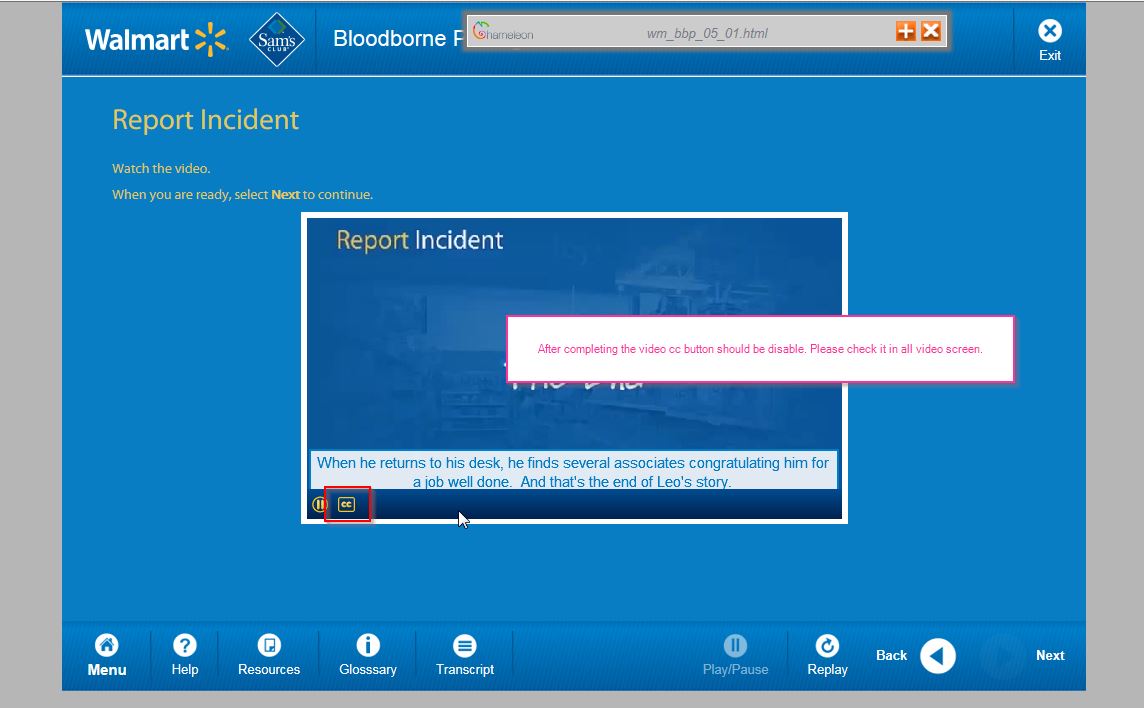 Walmart
Sam's
CLUB
Bloodborne P
Chameleon
wm_bbp_05_01.html
Exit
Report Incident
Watch the video.
When you are ready, select Next to continue.
Report Incident
After completing the video cc button should be disable. Please check it in all video screen.
When he returns to his desk, he finds several associates congratulating him for
a job well done.  And that's the end of Leo's story.
cc
Menu
Help
Resources
Glosssary
Transcript
Play/Pause
Replay
Back
Next